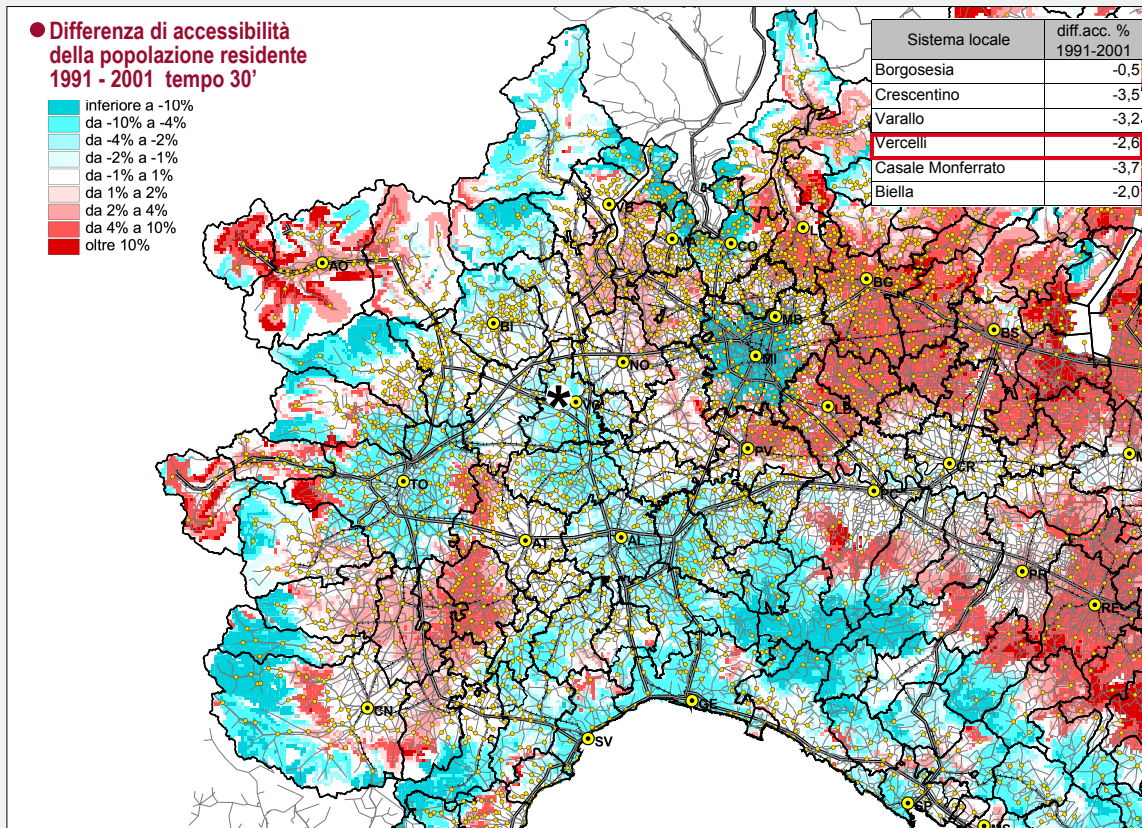 Differenza di accessibilità
della popolazione residente
1991 - 2001 tempo 30’
inferiore a -10%
da -10% a -4%
da -4% a -2%
da -2% a -1%
da -1% a 1%
da 1% a 2%
da 2% a 4%
da 4% a 10%
oltre 10%
Sistema locale diff.acc. % 1991-2001
Borgosesia -0,5
Crescentino -3,5
Varallo -3,2
Vercelli -2,6
Casale Monferrato -3,7
Biella -2,0
VB
VA
CO
AO
BG
BI
MB
BS
MI
NO
*
VC
LO
PV
CR
TO
PC
AT
AL
PR
RE
CN
GE
SV
SP
MS